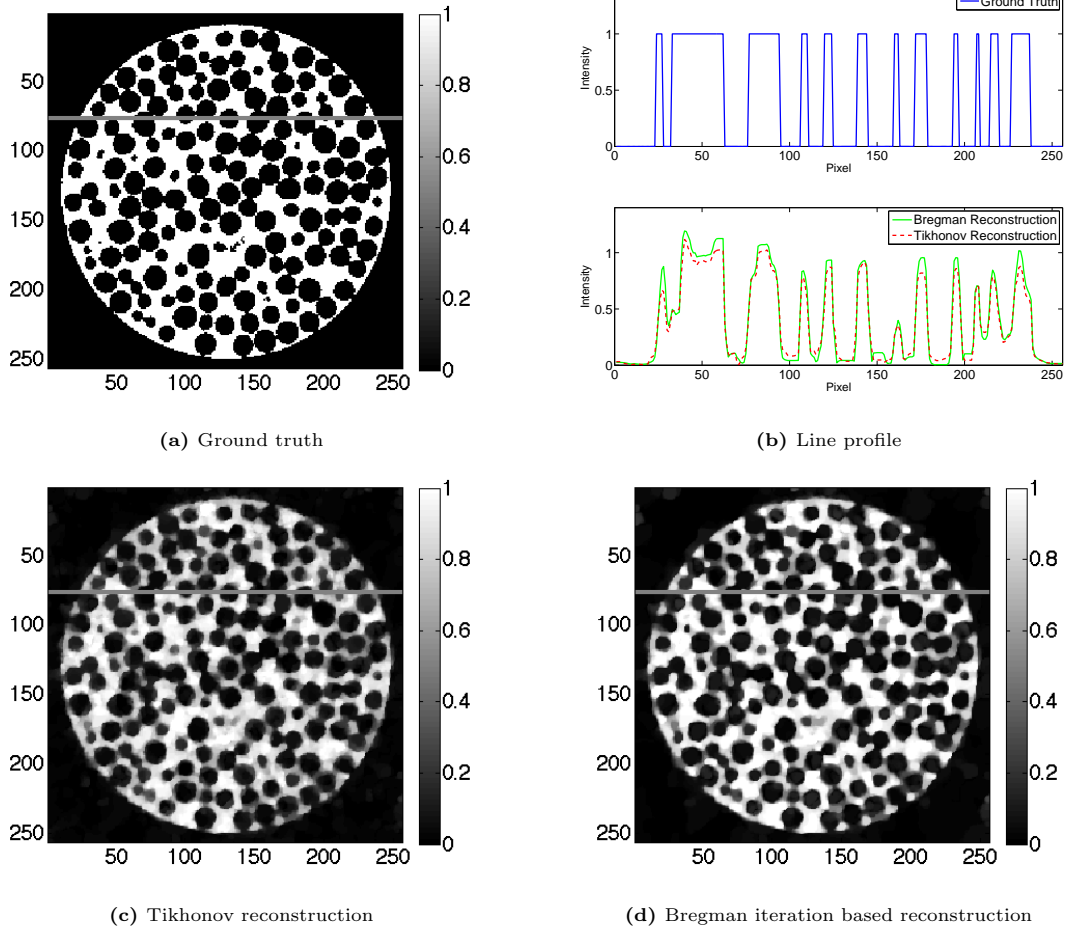 1
0.8
0.6
0.4
0.2
0
50
100
150
200
250
50 100 150 200 250
(a) Ground truth
Ground Truth
1
0.5
0
Intensity
0 50 100 150 200 250
Pixel
Bregman Reconstruction
Tikhonov Reconstruction
1
0.5
0
Intensity
0 50 100 150 200 250
Pixel
(b) Line profile
1
0.8
0.6
0.4
0.2
0
50
100
150
200
250
50 100 150 200 250
(c) Tikhonov reconstruction
1
0.8
0.6
0.4
0.2
0
50
100
150
200
250
50 100 150 200 250
(d) Bregman iteration based reconstruction